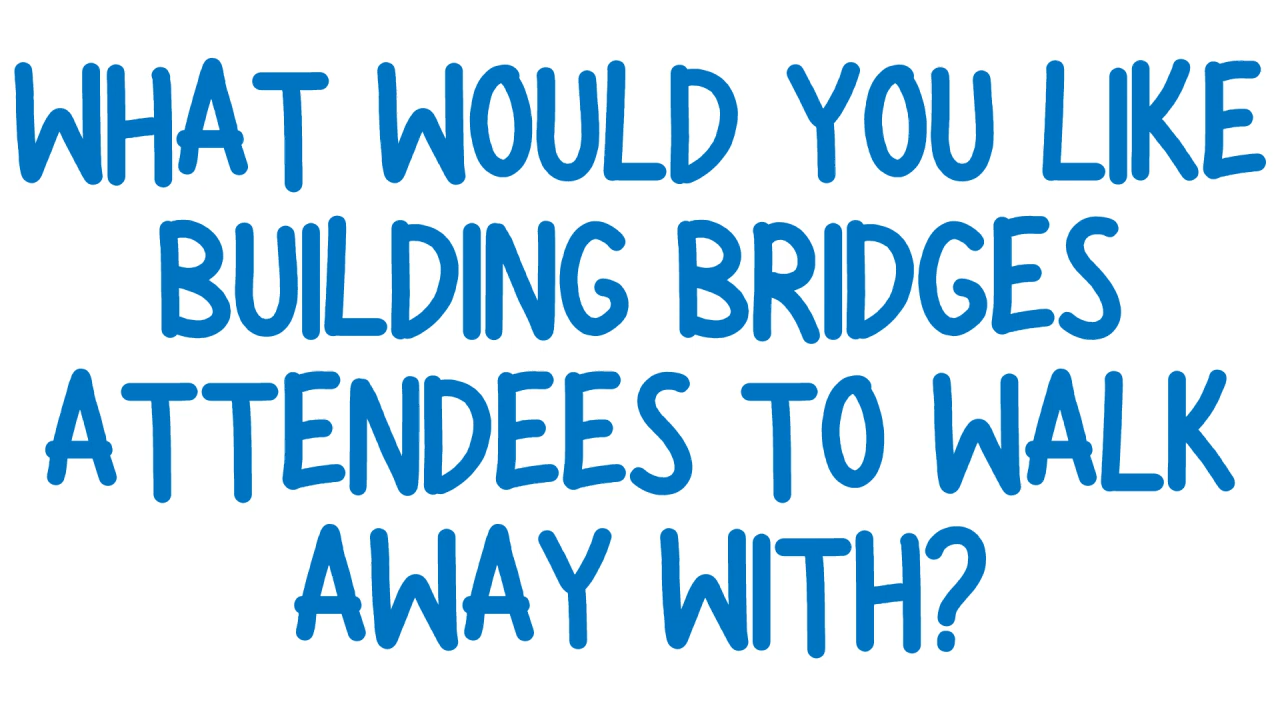 WHAT WOULD YOU LIKE
BUILDING BRIDGES
ATTENDEES TO WALK
AWAY WITH?